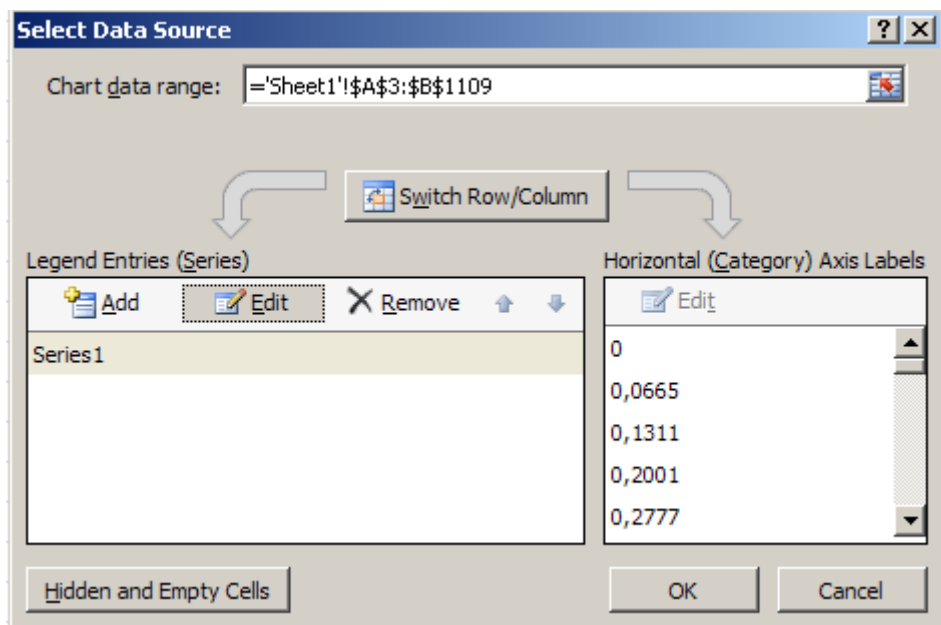 Select Data Source
?
Chart data range:
='Sheet1'!$A$3:$B$1109
Switch Row/Column
Legend Entries (Series)
Horizontal (Category) Axis Labels
Add
Edit
Remove
Edit
Series1
0
0,0665
0,1311
0,2001
0,2777
Hidden and Empty Cells
OK
Cancel